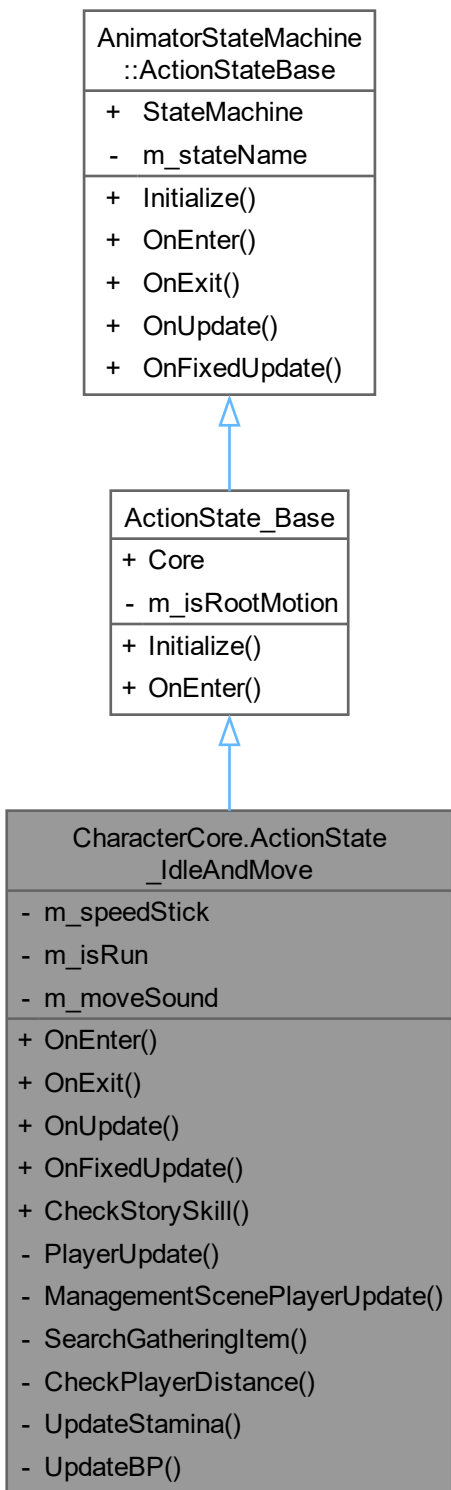 AnimatorStateMachine
::ActionStateBase
+ StateMachine
- m_stateName
+ Initialize()
+ OnEnter()
+ OnExit()
+ OnUpdate()
+ OnFixedUpdate()
ActionState_Base
+ Core
- m_isRootMotion
+ Initialize()
+ OnEnter()
CharacterCore.ActionState
_IdleAndMove
- m_speedStick
- m_isRun
- m_moveSound
+ OnEnter()
+ OnExit()
+ OnUpdate()
+ OnFixedUpdate()
+ CheckStorySkill()
- PlayerUpdate()
- ManagementScenePlayerUpdate()
- SearchGatheringItem()
- CheckPlayerDistance()
- UpdateStamina()
- UpdateBP()